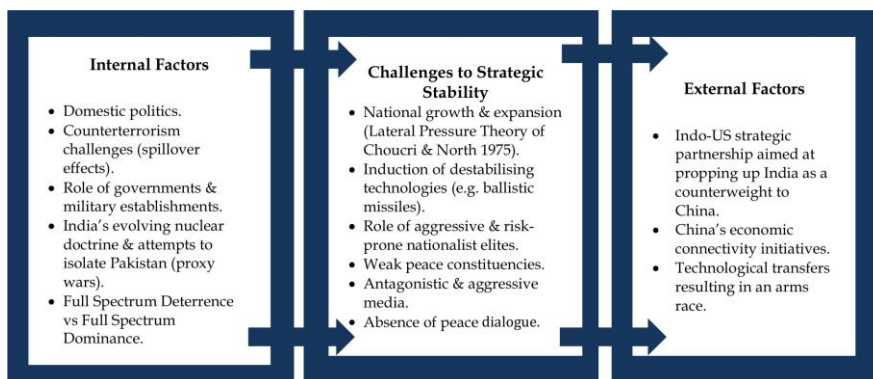 Internal Factors
• Domestic politics.
• Counterterrorism
challenges (spillover
effects).
• Role of governments &
military establishments.
• India's evolving nuclear
doctrine & attempts to
isolate Pakistan (proxy
wars).
• Full Spectrum Deterrence
vs Full Spectrum
Dominance.
Challenges to Strategic
Stability
• National growth & expansion
(Lateral Pressure Theory of
Choucri & North 1975).
• Induction of destabilising
technologies (e.g. ballistic
missiles).
• Role of aggressive & risk-
prone nationalist elites.
• Weak peace constituencies.
• Antagonistic & aggressive
media.
• Absence of peace dialogue.
External Factors
• Indo-US strategic
partnership aimed at
propping up India as a
counterweight to
China.
• China's economic
connectivity initiatives.
• Technological transfers
resulting in an arms
race.